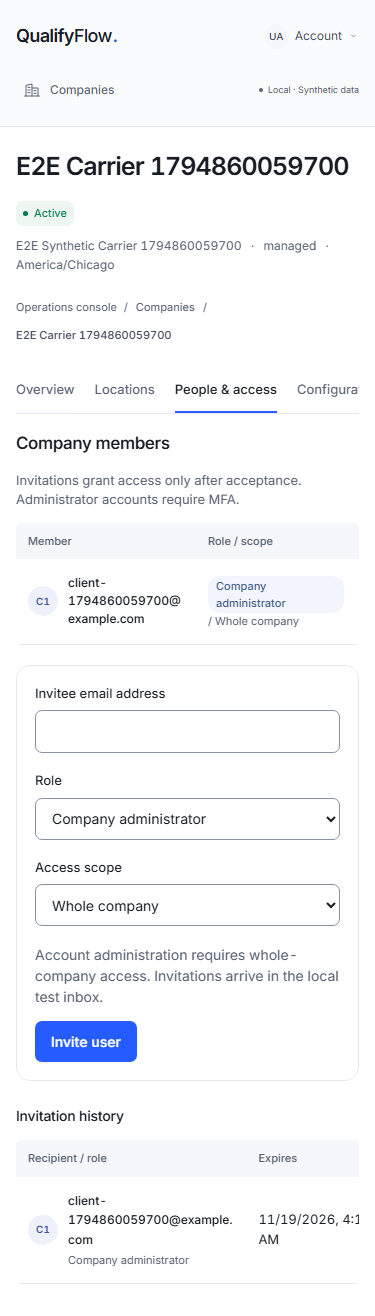 QualifyFlow.
UA Account
Companies
Local · Synthetic data
E2E Carrier 1794860059700
Active
E2E Synthetic Carrier 1794860059700 · managed ·
America/Chicago
Operations console / Companies /
E2E Carrier 1794860059700
Overview Locations People & access Configurat
Company members
Invitations grant access only after acceptance.
Administrator accounts require MFA.
Member Role / scope
C1
client-
1794860059700@
example.com
Company
administrator
/ Whole company
Invitee email address
Role
Company administrator
Access scope
Whole company
Account administration requires whole-
company access. Invitations arrive in the local
test inbox.
Invite user
Invitation history
Recipient / role Expires
C1
client-
1794860059700@example.
com
Company administrator
11/19/2026, 4:1
AM